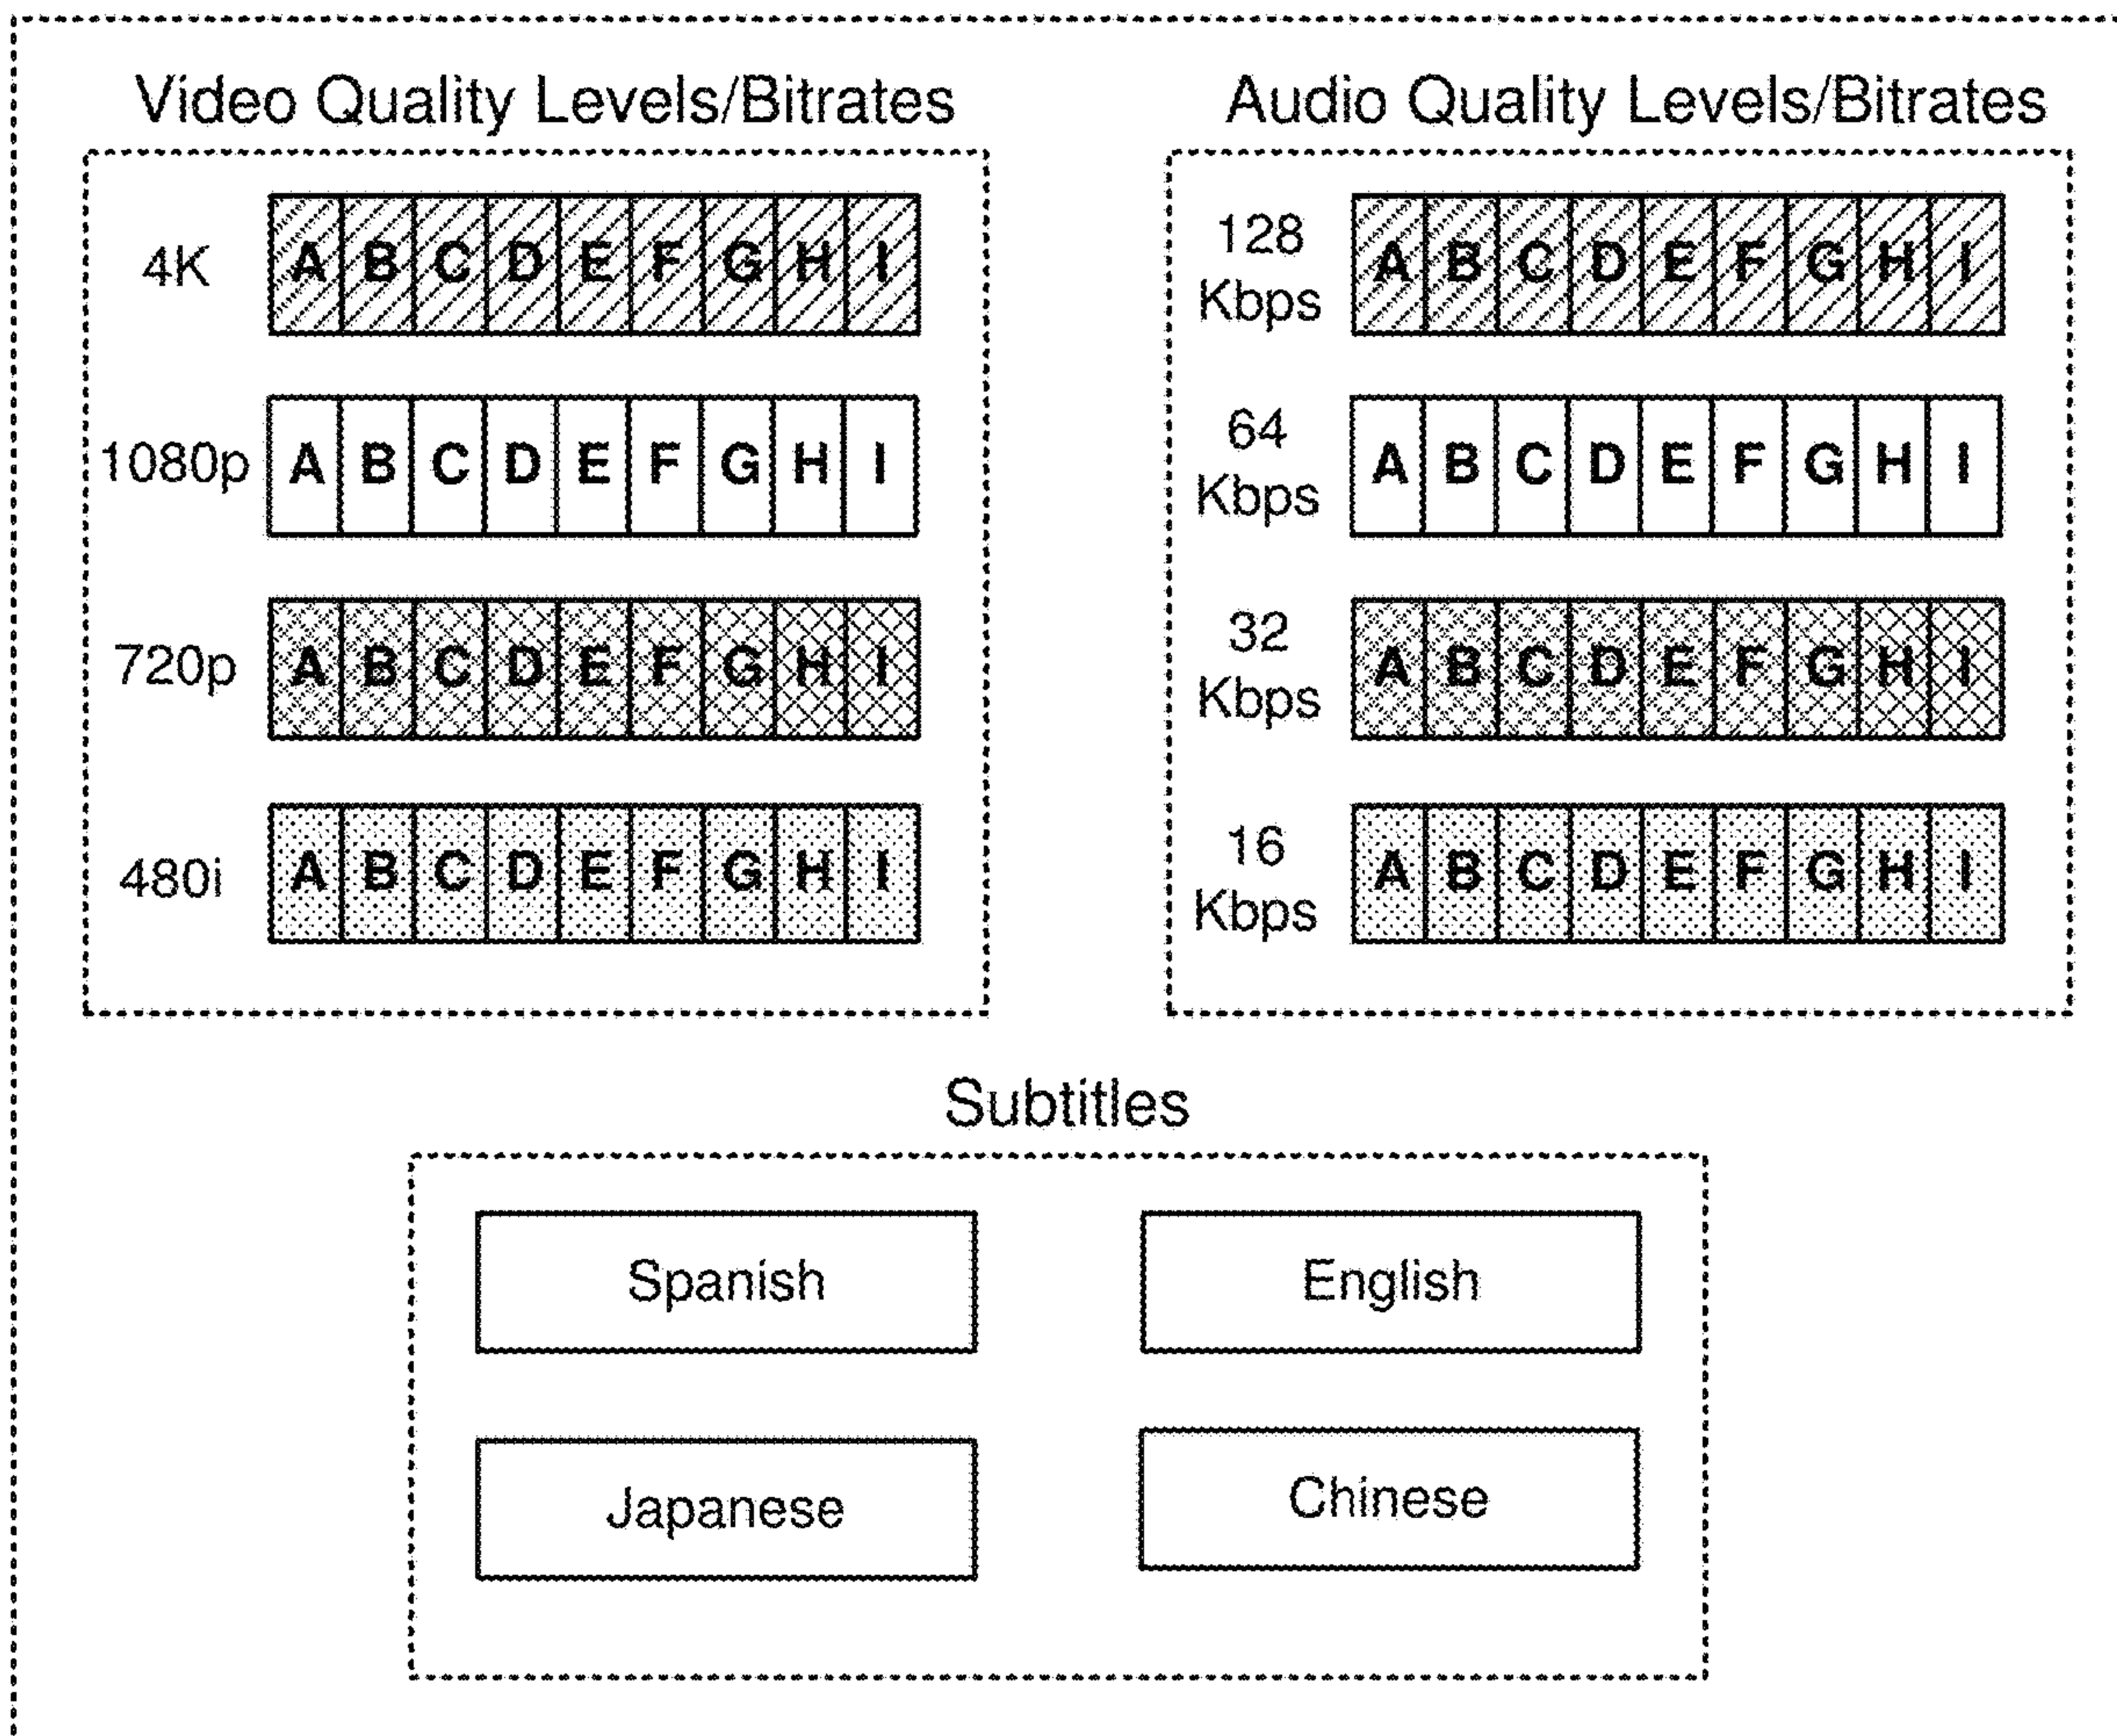 Video Quality Levels/Bitrates
4K
A B C D E F G H I
1080p
A B C D E F G H I
720p
A B C D E F G H I
480i
A B C D E F G H I
Audio Quality Levels/Bitrates
128
Kbps
A B C D E F G H I
64
Kbps
A B C D E F G H I
32
Kbps
A B C D E F G H I
16
Kbps
A B C D E F G H I
Subtitles
Spanish
English
Japanese
Chinese